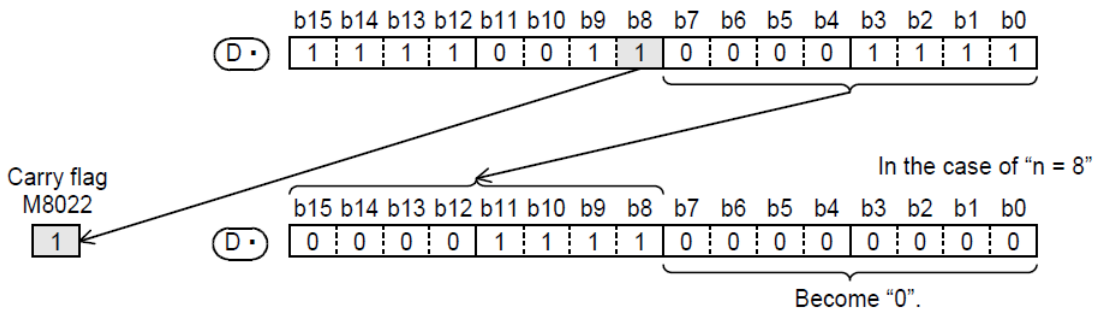 b15 b14 b13 b12 b11 b10 b9 b8 b7 b6 b5 b4 b3 b2 b1 b0
D· 1 1 1 1 0 0 1 1 0 0 0 0 1 1 1 1
In the case of “n = 8”
Carry flag
M8022
b15 b14 b13 b12 b11 b10 b9 b8 b7 b6 b5 b4 b3 b2 b1 b0
1 D· 0 0 0 0 1 1 1 1 0 0 0 0 0 0 0 0
Become “0”.